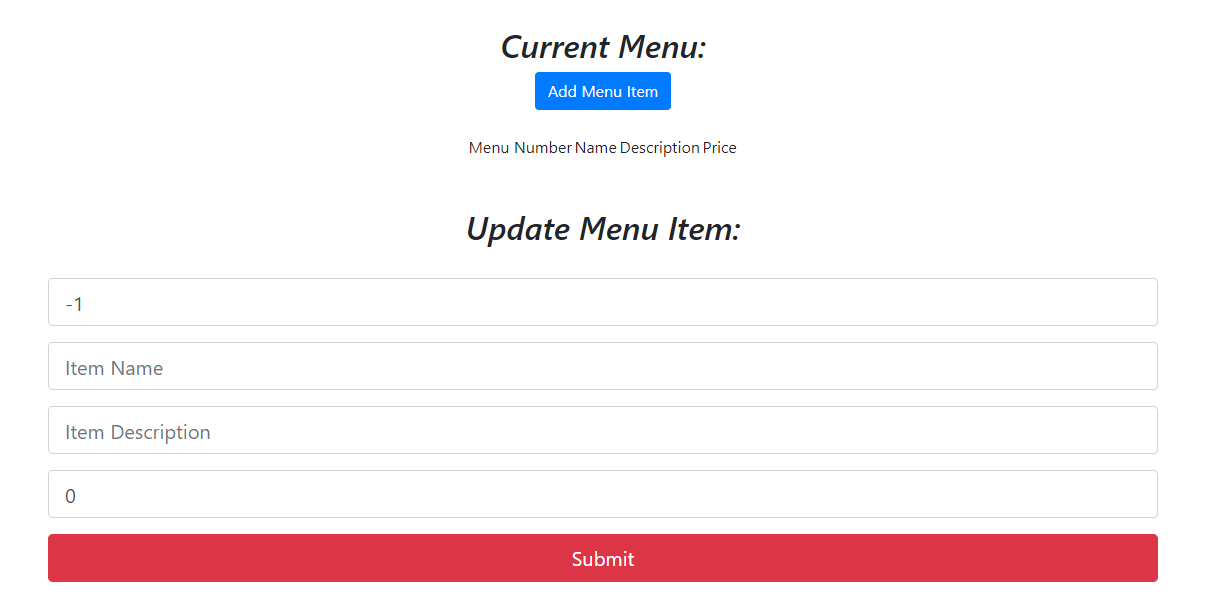 Current Menu:
Add Menu Item
Menu Number Name Description Price
Update Menu Item:
-1
Item Name
Item Description
0
Submit